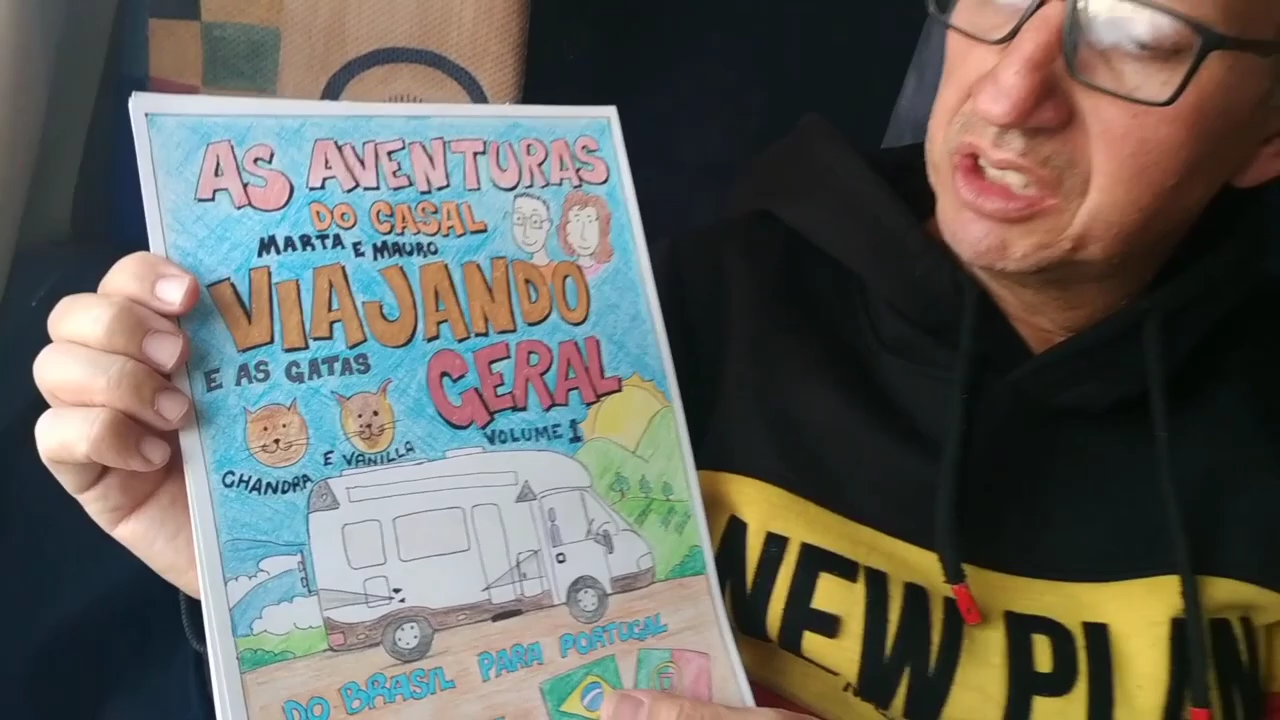 AS AVENTURAS
DO CASAL
MARTA E MAURO
VIAJANDO
E AS GATAS
GERAL
VOLUME 1
CHANDRA E VANILLA
DO BRASIL PARA PORTUGAL
NEW PLAN